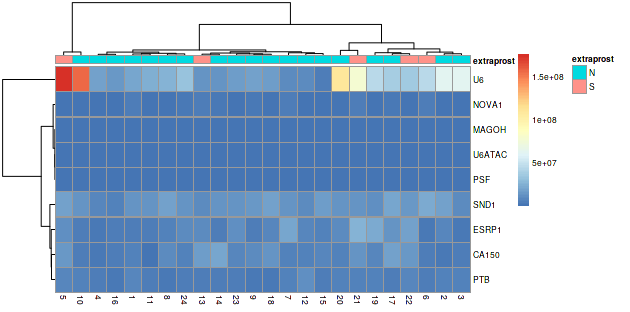 extraprost
extraprost
N
S
1.5e+08
1e+08
5e+07
U6
NOVA1
MAGOH
U6ATAC
PSF
SND1
ESRP1
CA150
PTB
5 10 4 16 1 11 8 24 13 14 23 9 18 7 12 15 20 21 19 17 22 6 2 3